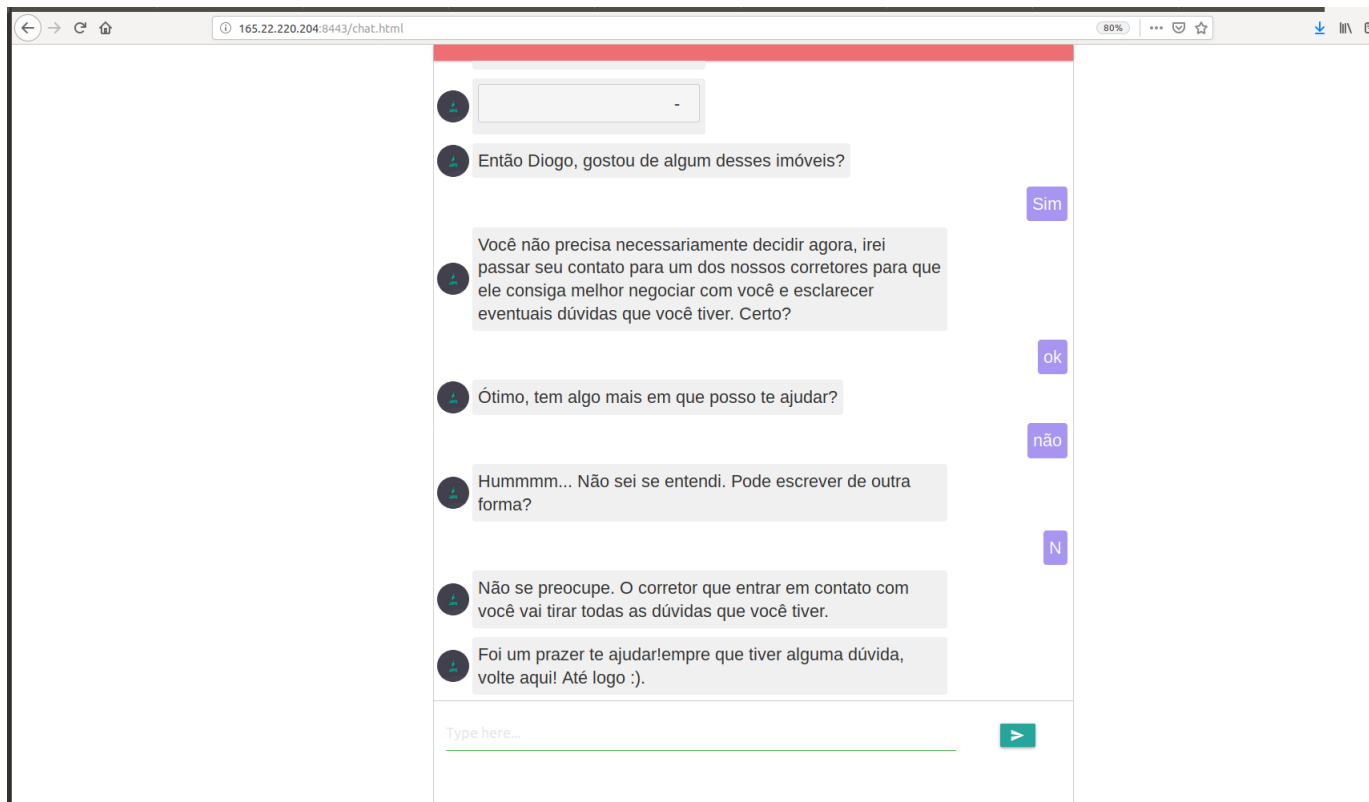 165.22.220.204:8443/chat.html
80%
-
Então Diogo, gostou de algum desses imóveis?
Sim
Você não precisa necessariamente decidir agora, irei
passar seu contato para um dos nossos corretores para que
ele consiga melhor negociar com você e esclarecer
eventuais dúvidas que você tiver. Certo?
ok
Ótimo, tem algo mais em que posso te ajudar?
não
Hummmm... Não sei se entendi. Pode escrever de outra
forma?
N
Não se preocupe. O corretor que entrar em contato com
você vai tirar todas as dúvidas que você tiver.
Foi um prazer te ajudar!empre que tiver alguma dúvida,
volte aqui! Até logo :).
Type here...